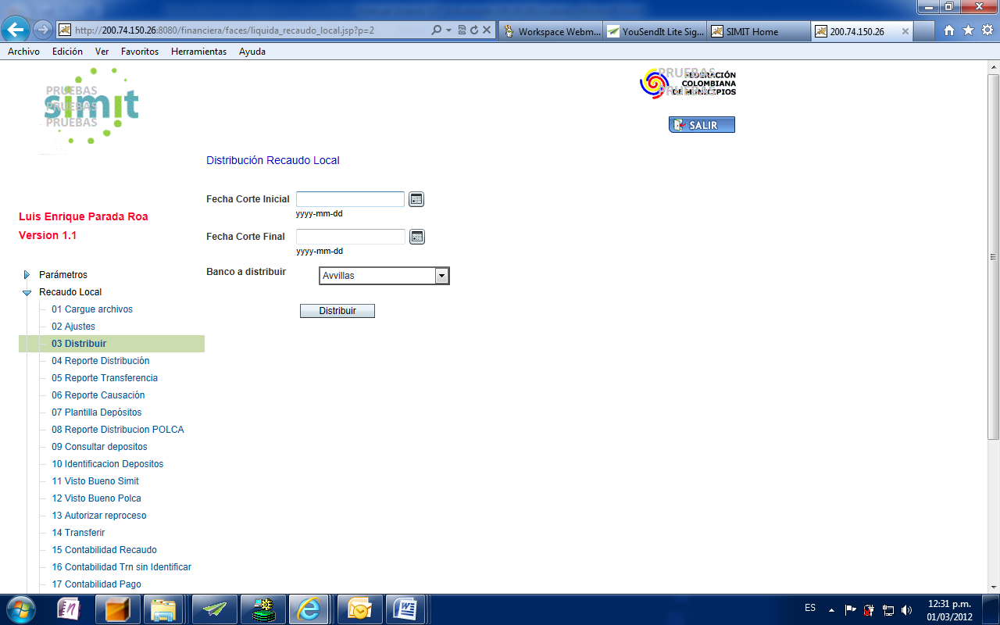 http://200.74.150.26:8080/financiera/faces/liquida_recaudo_local.jsp?p=2
Workspace Webm...
YouSendIt Lite Sig...
SIMIT Home
200.74.150.26
Archivo Edición Ver Favoritos Herramientas Ayuda
PRUEBAS
simit
PRUEBAS
PRUEBAS
PRUEBAS
FEDERACIÓN
COLOMBIANA
DE MUNICIPIOS
PRUEBAS
SALIR
Distribución Recaudo Local
Fecha Corte Inicial
yyyy-mm-dd
Fecha Corte Final
yyyy-mm-dd
Banco a distribuir Avvillas
Distribuir
Luis Enrique Parada Roa
Version 1.1
Parámetros
Recaudo Local
01 Cargue archivos
02 Ajustes
03 Distribuir
04 Reporte Distribución
05 Reporte Transferencia
06 Reporte Causación
07 Plantilla Depósitos
08 Reporte Distribucion POLCA
09 Consultar depositos
10 Identificacion Depositos
11 Visto Bueno Simit
12 Visto Bueno Polca
13 Autorizar reproceso
14 Transferir
15 Contabilidad Recaudo
16 Contabilidad Trn sin Identificar
17 Contabilidad Pago
ES
12:31 p.m.
01/03/2012